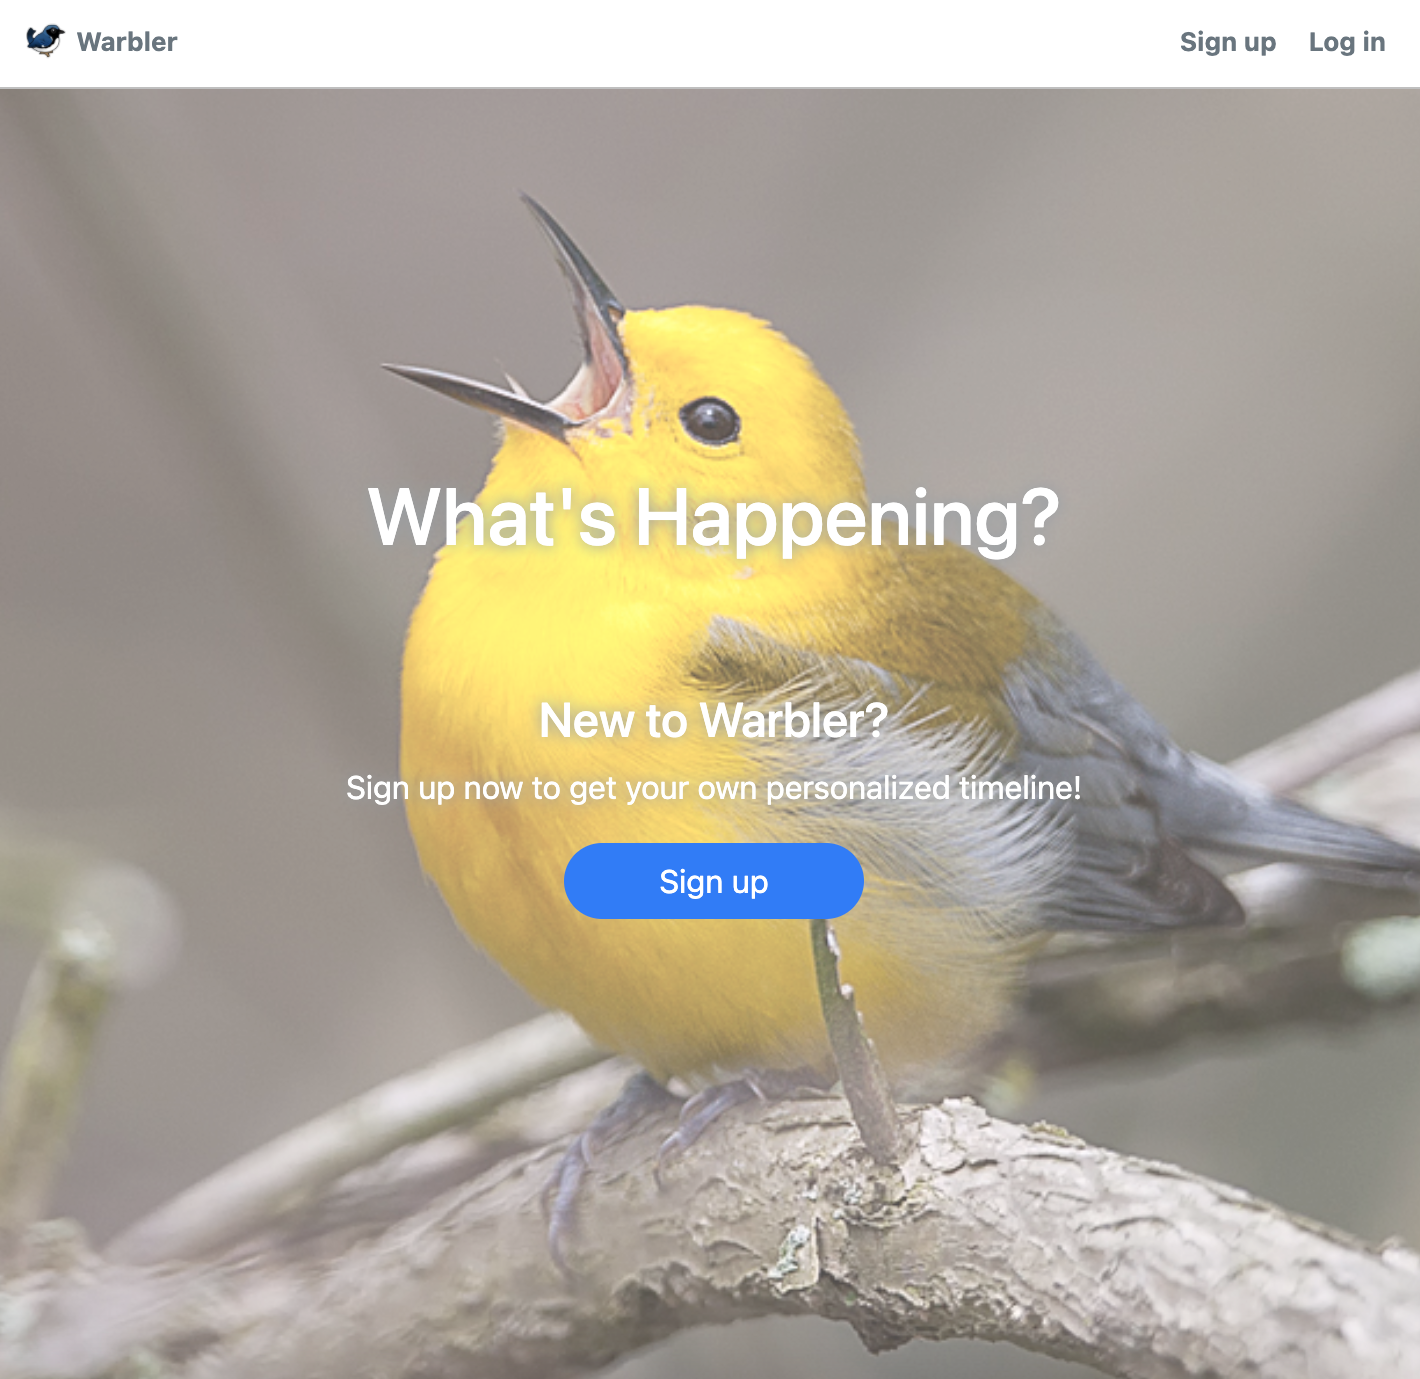 Warbler
Sign up
Log in
What's Happening?
New to Warbler?
Sign up now to get your own personalized timeline!
Sign up